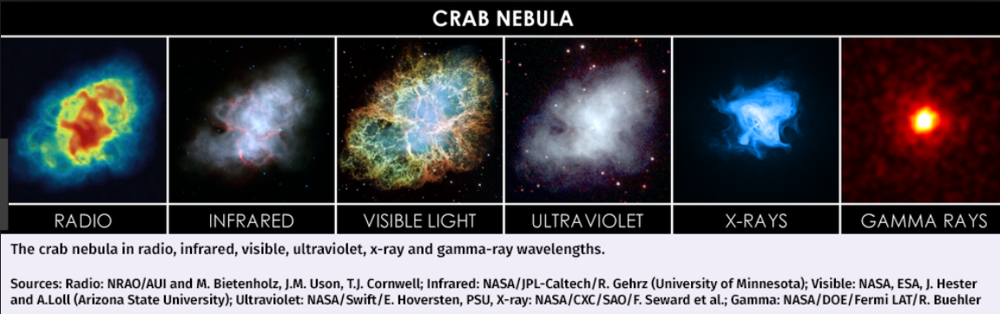 CRAB NEBULA
RADIO
INFRARED
VISIBLE LIGHT
ULTRAVIOLET
X-RAYS
GAMMA RAYS
The crab nebula in radio, infrared, visible, ultraviolet, x-ray and gamma-ray wavelengths.
Sources: Radio: NRAO/AUI and M. Bietenholz, J.M. Uson, T.J. Cornwell; Infrared: NASA/JPL-Caltech/R. Gehrz (University of Minnesota); Visible: NASA, ESA, J. Hester
and A.Loll (Arizona State University); Ultraviolet: NASA/Swift/E. Hoversten, PSU, X-ray: NASA/CXC/SAO/F. Seward et al.; Gamma: NASA/DOE/Fermi LAT/R. Buehler